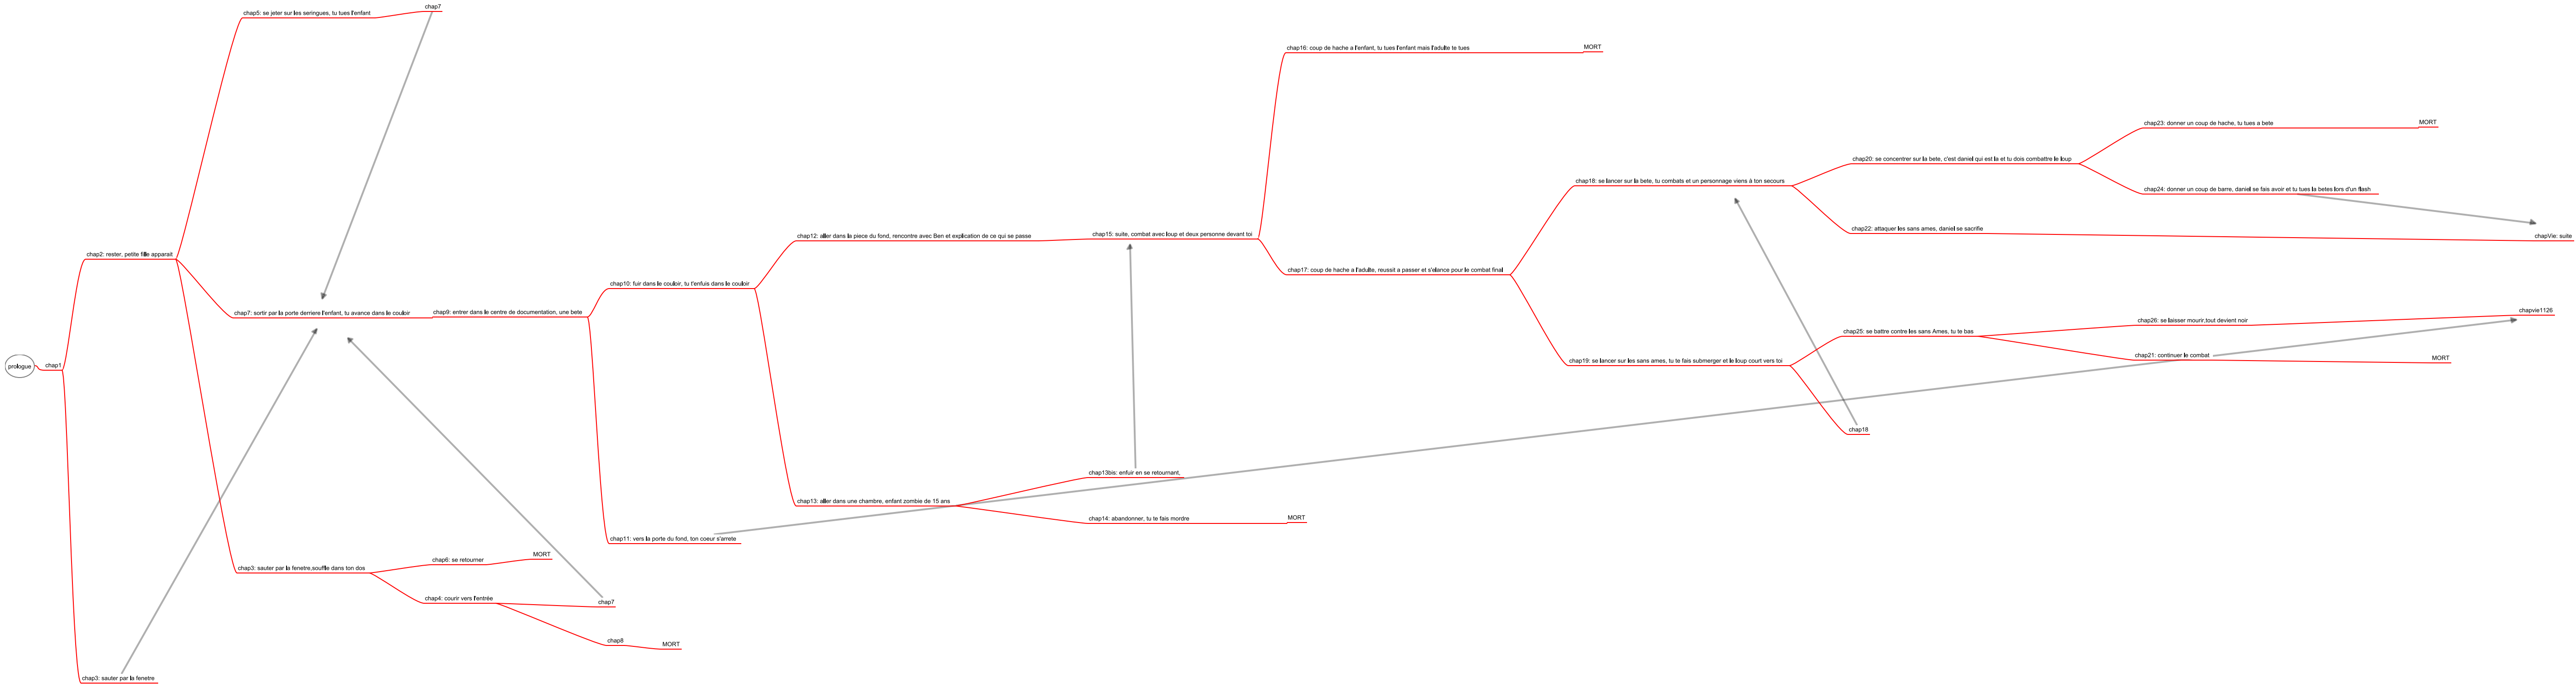 prologue
chap1
chap2: rester, petite fille apparait
chap5: se jeter sur les seringues, tu tues l'enfant
chap7
chap7: sortir par la porte derriere l'enfant, tu avance dans le couloir
chap9: entrer dans le centre de documentation, une bete
chap10: fuir dans le couloir, tu t'enfuis dans le couloir
chap12: aller dans la piece du fond, rencontre avec Ben et explication de ce qui se passe
chap15: suite, combat avec loup et deux personne devant toi
chap16: coup de hache a l'enfant, tu tues l'enfant mais l'adulte te tues
MORT
chap17: coup de hache a l'adulte, reussit a passer et s'elance pour le combat final
chap18: se lancer sur la bete, tu combats et un personnage viens à ton secours
chap20: se concentrer sur la bete, c'est daniel qui est la et tu dois combattre le loup
chap23: donner un coup de hache, tu tues a bete
MORT
chap24: donner un coup de barre, daniel se fais avoir et tu tues la betes lors d'un flash
chap22: attaquer les sans ames, daniel se sacrifie
chapVie: suite
chap19: se lancer sur les sans ames, tu te fais submerger et le loup court vers toi
chap25: se battre contre les sans Ames, tu te bas
chap26: se laisser mourir,tout devient noir
chapvie1126
chap21: continuer le combat
MORT
chap18
chap13: aller dans une chambre, enfant zombie de 15 ans
chap13bis: enfuir en se retournant,
chap14: abandonner, tu te fais mordre
MORT
chap11: vers la porte du fond, ton coeur s'arrete
chap3: sauter par la fenetre,souffle dans ton dos
chap6: se retourner
MORT
chap4: courir vers l'entrée
chap7
chap8
MORT
chap3: sauter par la fenetre